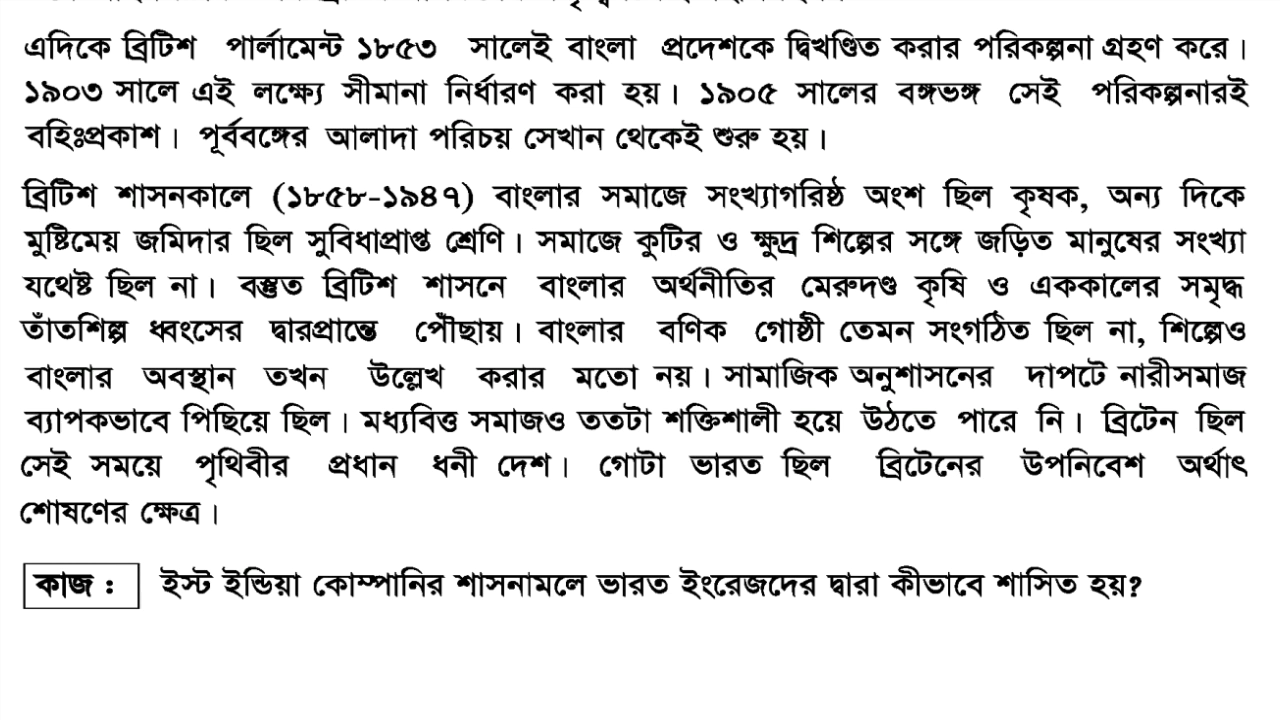 এদিকে ব্রিটিশ পার্লামেন্ট ১৮৫৩ সালেই বাংলা প্রদেশকে দ্বিখণ্ডিত করার পরিকল্পনা গ্রহণ করে।
১৯০৩ সালে এই লক্ষ্যে সীমানা নির্ধারণ করা হয়। ১৯০৫ সালের বঙ্গভঙ্গ সেই পরিকল্পনারই
বহিঃপ্রকাশ। পূর্ববঙ্গের আলাদা পরিচয় সেখান থেকেই শুরু হয়।
ব্রিটিশ শাসনকালে (১৮৫৮-১৯৪৭) বাংলার সমাজে সংখ্যাগরিষ্ঠ অংশ ছিল কৃষক, অন্য দিকে
মুষ্টিমেয় জমিদার ছিল সুবিধাপ্রাপ্ত শ্রেণি। সমাজে কুটির ও ক্ষুদ্র শিল্পের সঙ্গে জড়িত মানুষের সংখ্যা
যথেষ্ট ছিল না। বস্তুত ব্রিটিশ শাসনে বাংলার অর্থনীতির মেরুদণ্ড কৃষি ও এককালের সমৃদ্ধ
তাঁতশিল্প ধ্বংসের দ্বারপ্রান্তে পৌঁছায়। বাংলার বণিক গোষ্ঠী তেমন সংগঠিত ছিল না, শিল্পেও
বাংলার অবস্থান তখন উল্লেখ করার মতো নয়। সামাজিক অনুশাসনের দাপটে নারীসমাজ
ব্যাপকভাবে পিছিয়ে ছিল। মধ্যবিত্ত সমাজও ততটা শক্তিশালী হয়ে উঠতে পারে নি। ব্রিটেন ছিল
সেই সময়ে পৃথিবীর প্রধান ধনী দেশ। গোটা ভারত ছিল ব্রিটেনের উপনিবেশ অর্থাৎ
শোষণের ক্ষেত্র।
কাজ : ইস্ট ইন্ডিয়া কোম্পানির শাসনামলে ভারত ইংরেজদের দ্বারা কীভাবে শাসিত হয়?